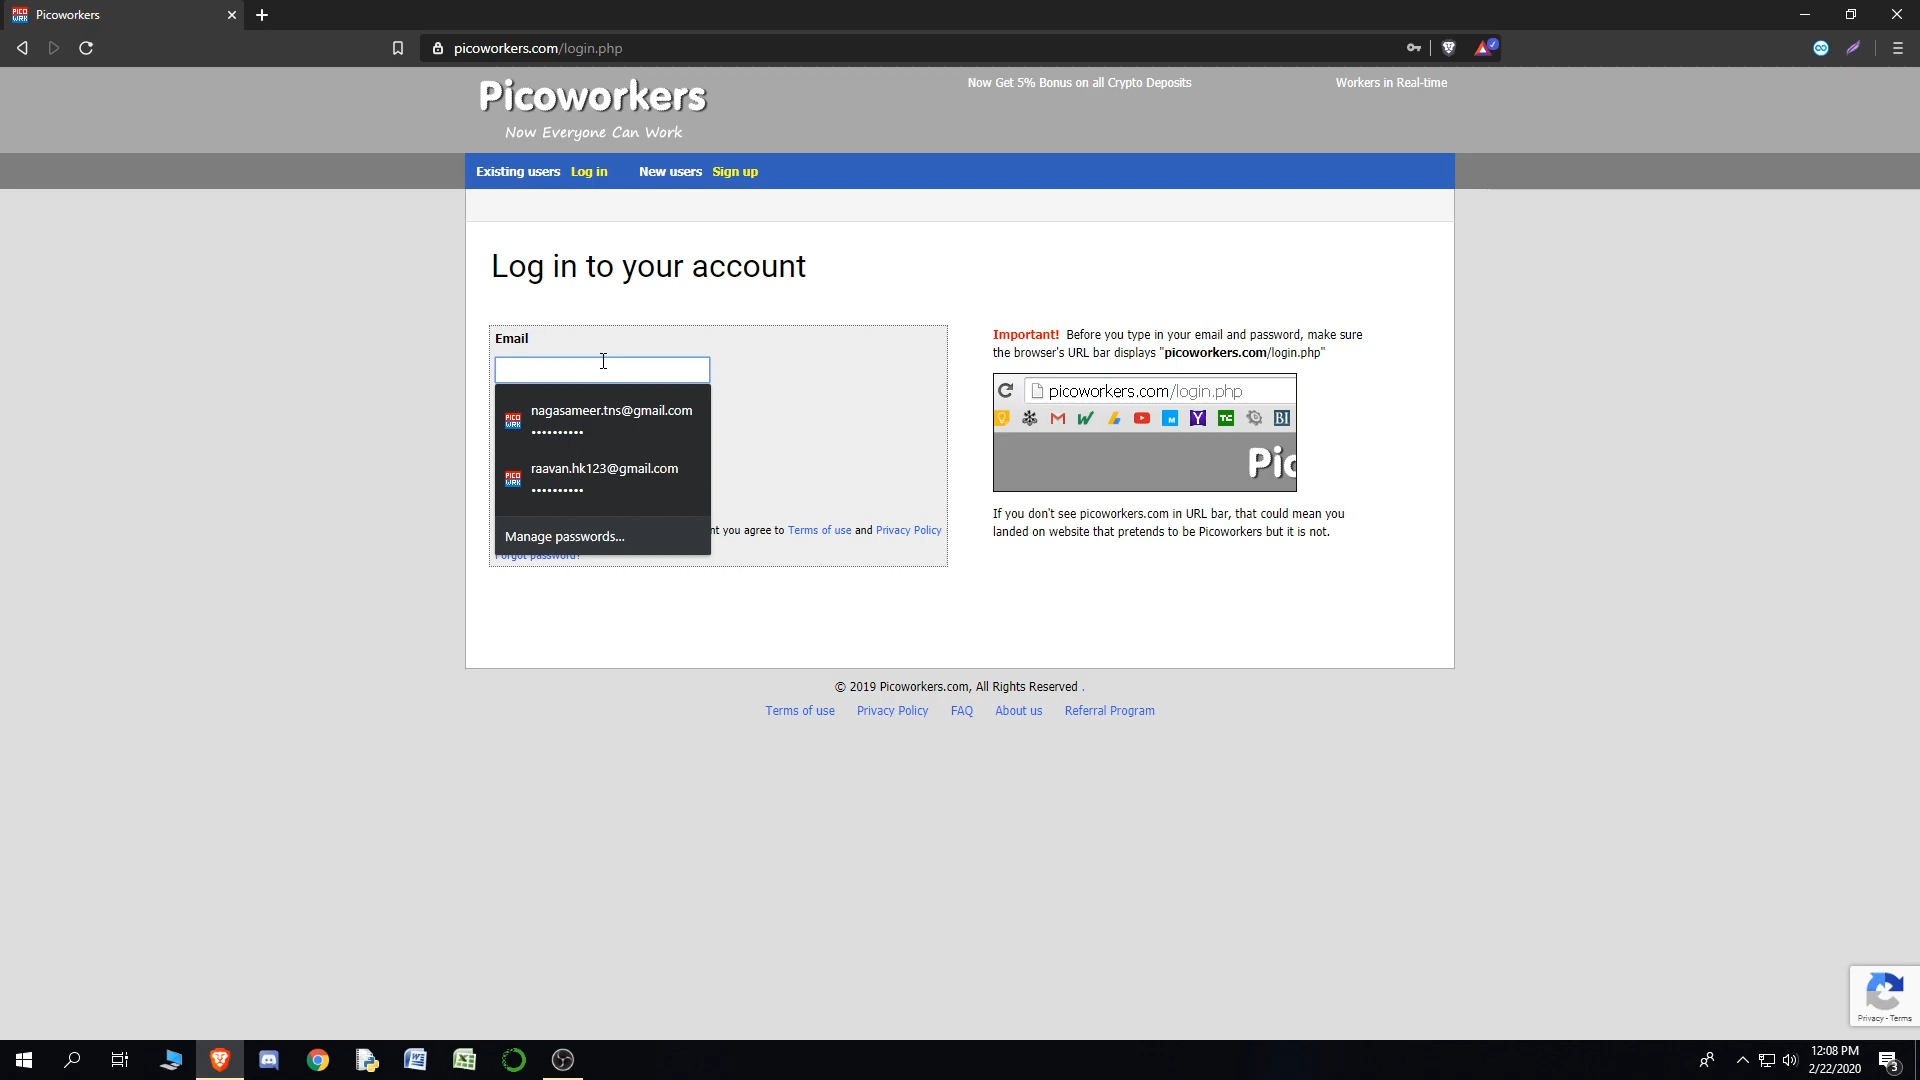 Picoworkers
picoworkers.com/login.php
Picoworkers
Now Everyone Can Work
Now Get 5% Bonus on all Crypto Deposits
Workers in Real-time
Existing users Log in New users Sign up
Log in to your account
Email
nagasameer.tns@gmail.com
••••••••••
raavan.hk123@gmail.com
••••••••••
Manage passwords...
nt you agree to Terms of use and Privacy Policy
Forgot password?
Important! Before you type in your email and password, make sure
the browser's URL bar displays "picoworkers.com/login.php"
picoworkers.com/login.php
Pic
If you don't see picoworkers.com in URL bar, that could mean you
landed on website that pretends to be Picoworkers but it is not.
© 2019 Picoworkers.com, All Rights Reserved .
Terms of use Privacy Policy FAQ About us Referral Program
Privacy - Terms
12:08 PM
2/22/2020
3